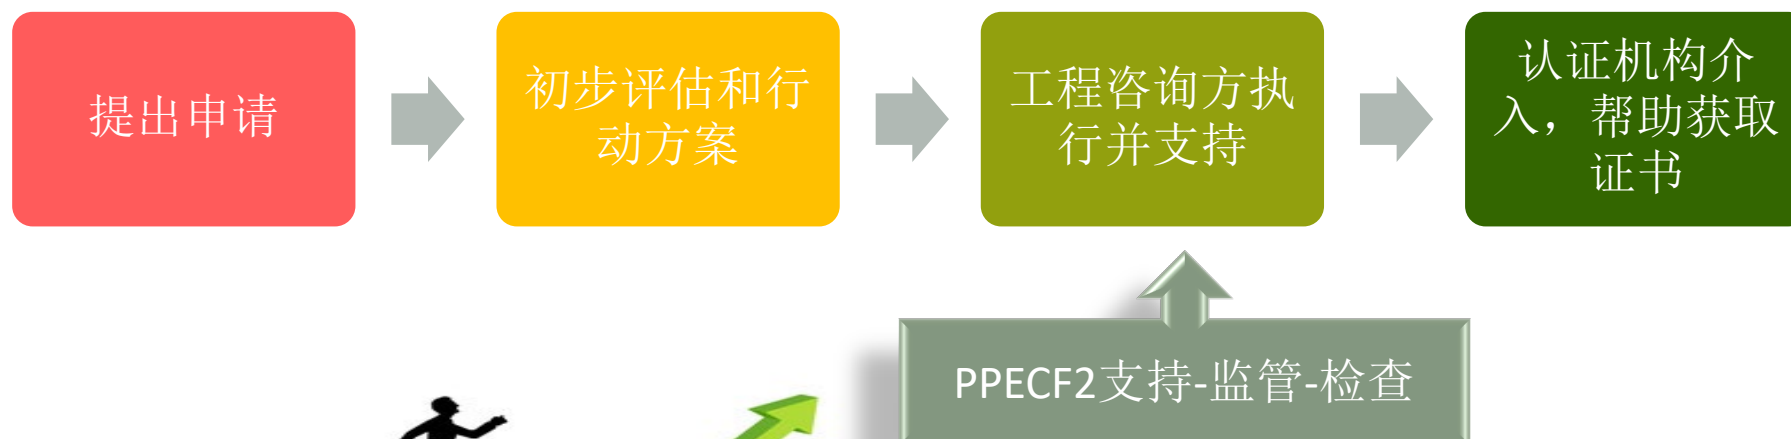 提出申请
初步评估和行
动方案
工程咨询方执
行并支持
认证机构介
入，帮助获取
证书
PPECF2支持-监管-检查